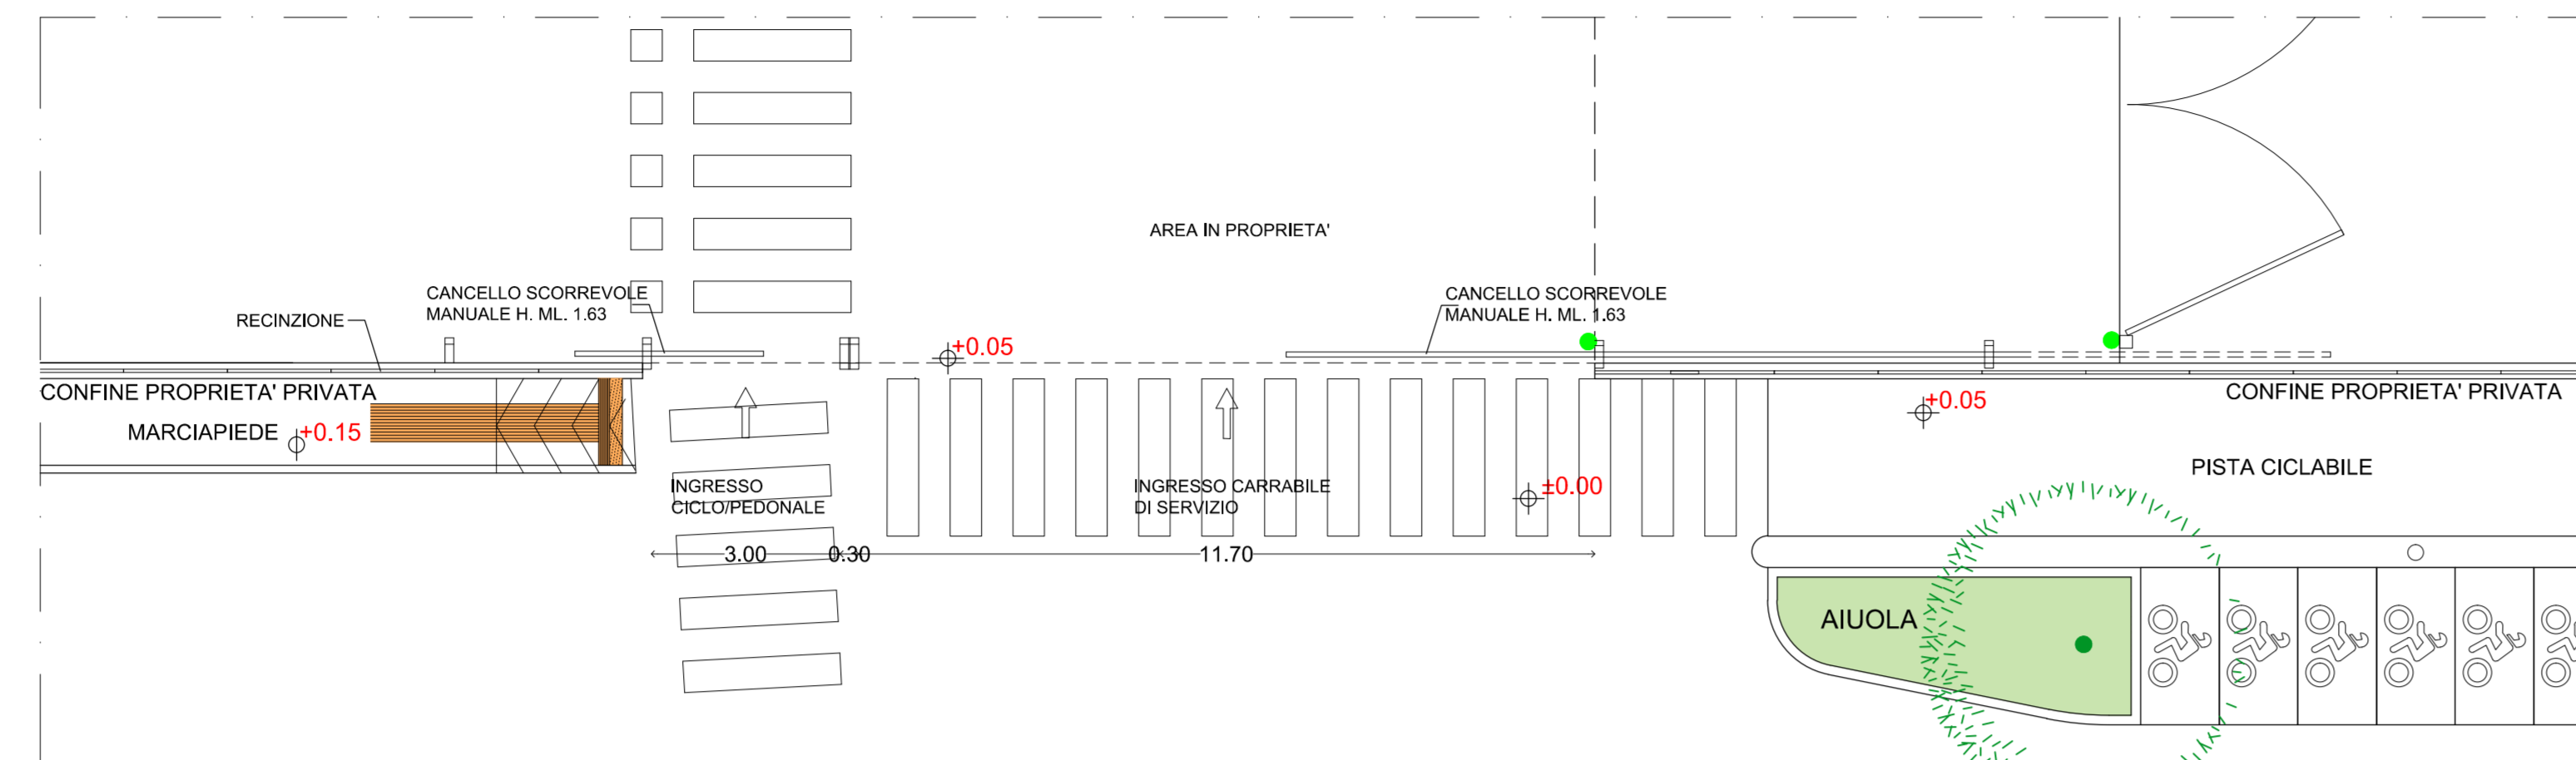 AREA IN PROPRIETA'
CANCELLO SCORREVOLE
MANUALE H. ML. 1.63
CANCELLO SCORREVOLE
MANUALE H. ML. 1.63
RECINZIONE
+0.05
CONFINE PROPRIETA' PRIVATA
CONFINE PROPRIETA' PRIVATA
+0.05
MARCIAPIEDE
+0.15
PISTA CICLABILE
INGRESSO
CICLO/PEDONALE
INGRESSO CARRABILE
DI SERVIZIO
±0.00
3.00
0.30
11.70
AIUOLA